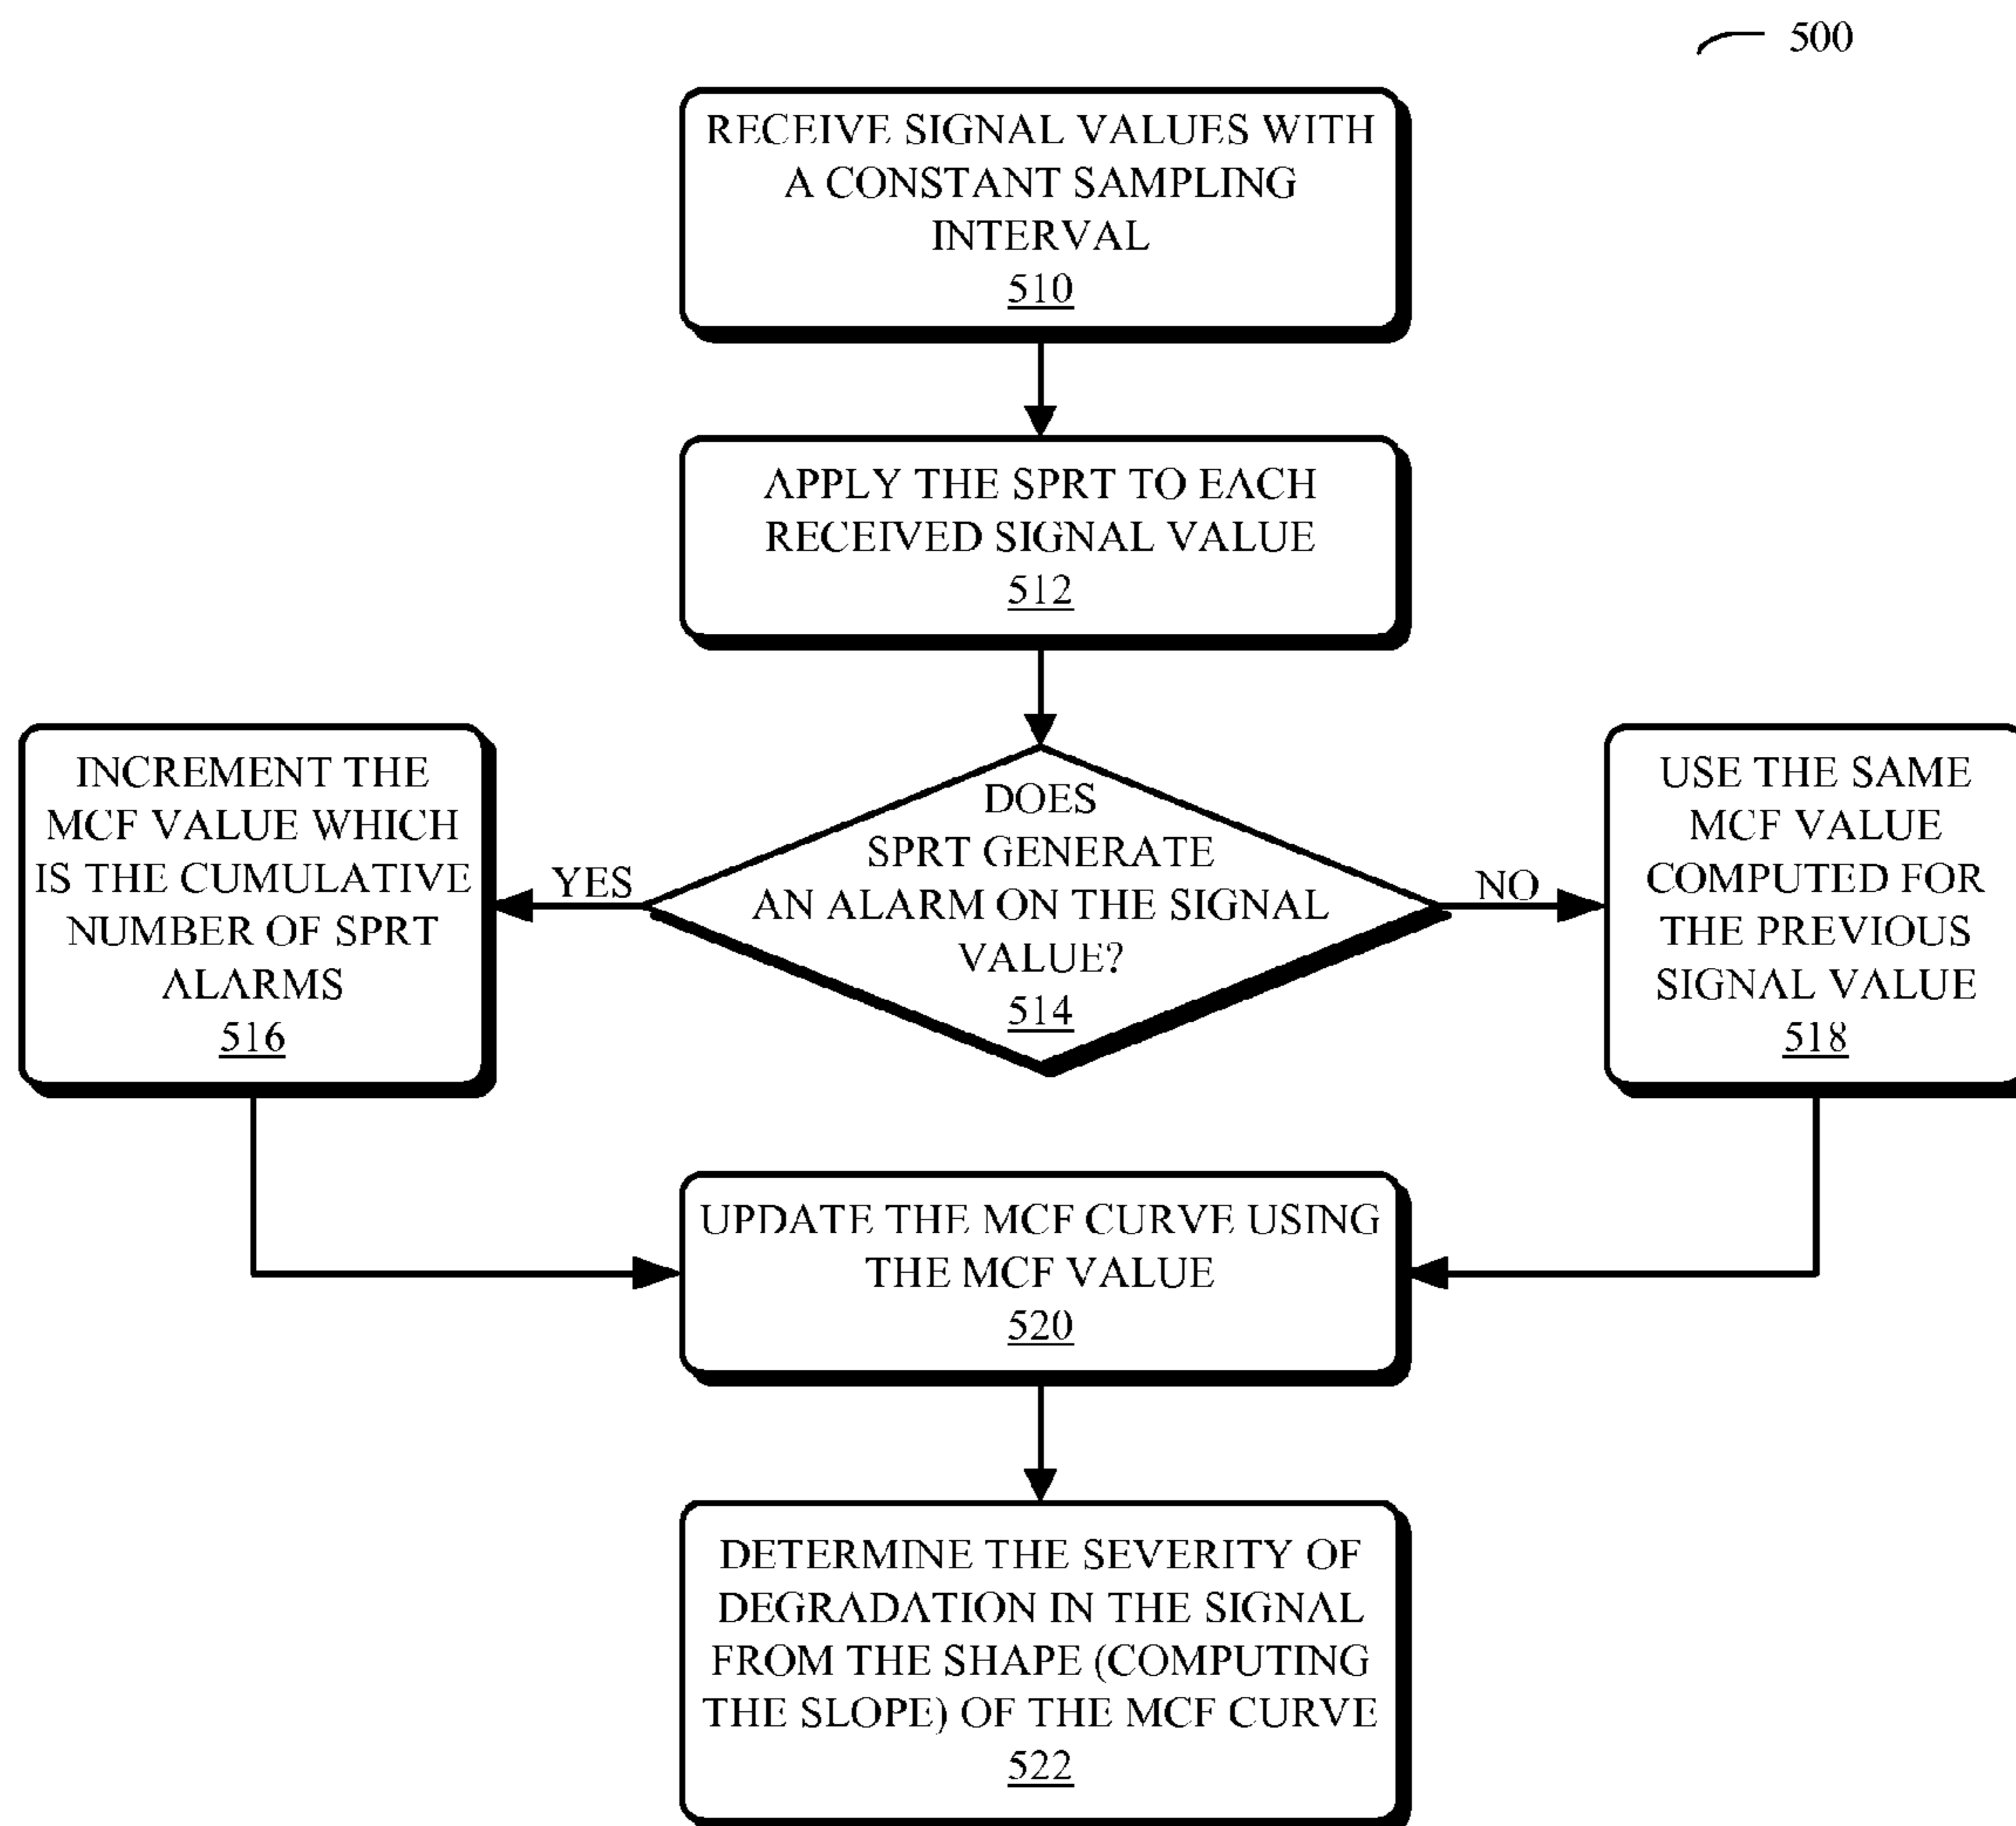 500
RECEIVE SIGNAL VALUES WITH
A CONSTANT SAMPLING
INTERVAL
510
APPLY THE SPRT TO EACH
RECEIVED SIGNAL VALUE
512
DOES
SPRT GENERATE
AN ALARM ON THE SIGNAL
VALUE?
514
YES
NO
INCREMENT THE
MCF VALUE WHICH
IS THE CUMULATIVE
NUMBER OF SPRT
ALARMS
516
USE THE SAME
MCF VALUE
COMPUTED FOR
THE PREVIOUS
SIGNAL VALUE
518
UPDATE THE MCF CURVE USING
THE MCF VALUE
520
DETERMINE THE SEVERITY OF
DEGRADATION IN THE SIGNAL
FROM THE SHAPE (COMPUTING
THE SLOPE) OF THE MCF CURVE
522